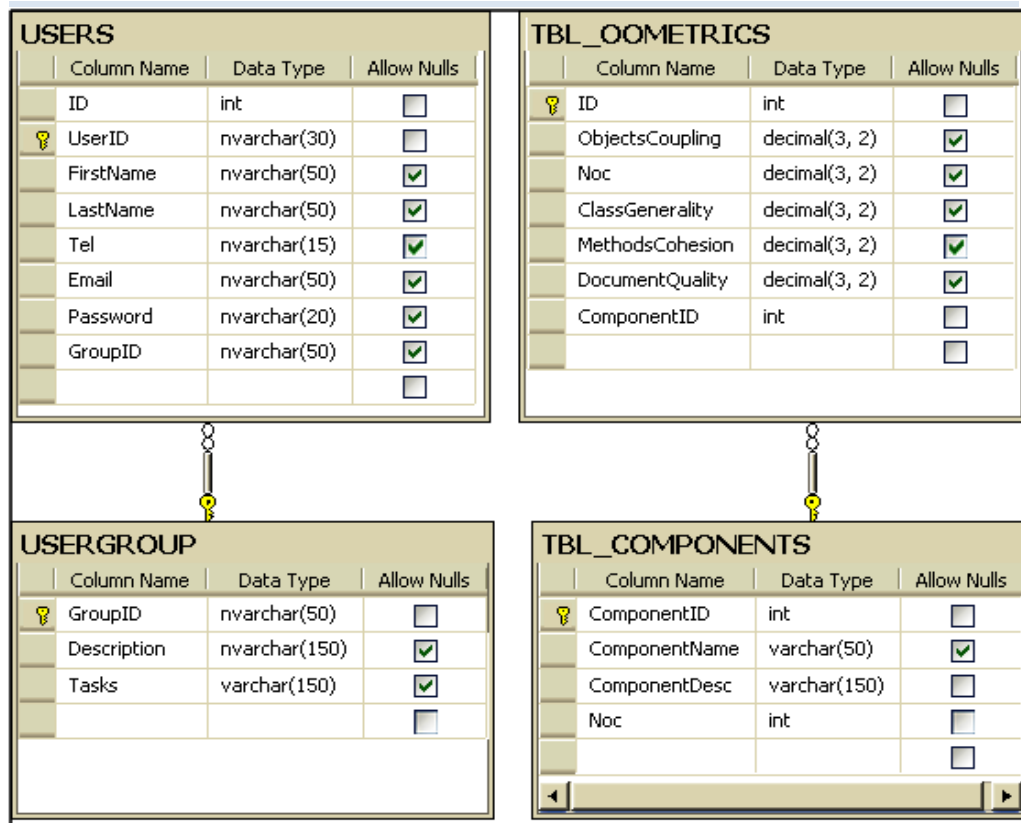 USERS
Column Name Data Type Allow Nulls
ID int
UserID nvarchar(30)
FirstName nvarchar(50)
LastName nvarchar(50)
Tel nvarchar(15)
Email nvarchar(50)
Password nvarchar(20)
GroupID nvarchar(50)
TBL_OOMETRICS
Column Name Data Type Allow Nulls
ID int
ObjectsCoupling decimal(3, 2)
Noc decimal(3, 2)
ClassGenerality decimal(3, 2)
MethodsCohesion decimal(3, 2)
DocumentQuality decimal(3, 2)
ComponentID int
USERGROUP
Column Name Data Type Allow Nulls
GroupID nvarchar(50)
Description nvarchar(150)
Tasks varchar(150)
TBL_COMPONENTS
Column Name Data Type Allow Nulls
ComponentID int
ComponentName varchar(50)
ComponentDesc varchar(150)
Noc int